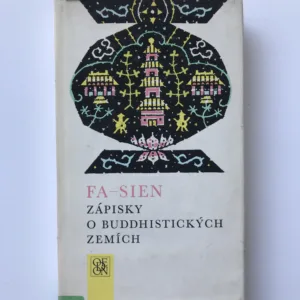 FA-SIEN
ZÁPISKY
O BUDDHISTICKÝCH
ZEMÍCH